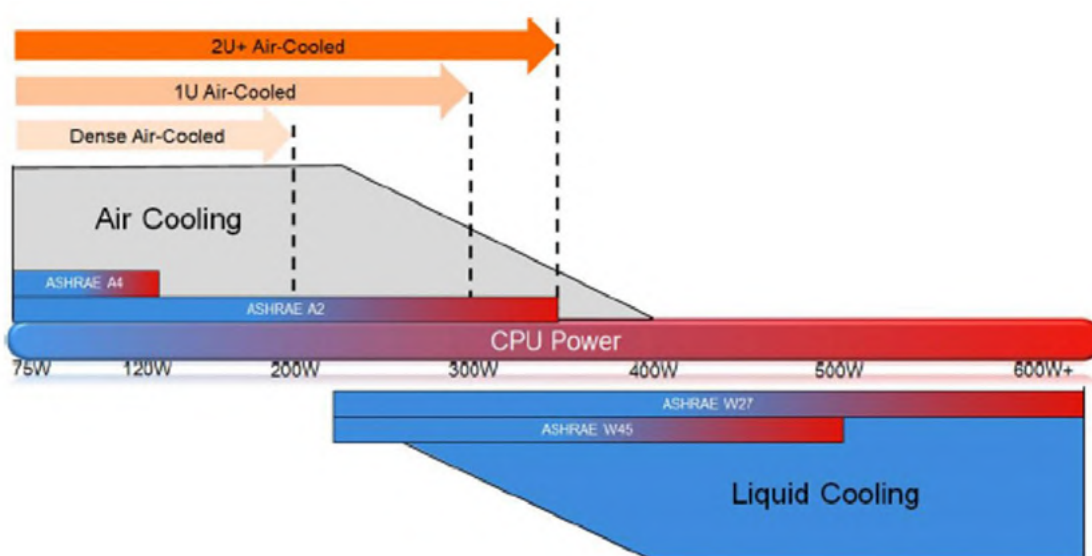 2U+ Air-Cooled
1U Air-Cooled
Dense Air-Cooled
Air Cooling
ASHRAE A4
ASHRAE A2
CPU Power
75W 120W 200W 300W 400W 500W 600W+
ASHRAE W27
ASHRAE W45
Liquid Cooling